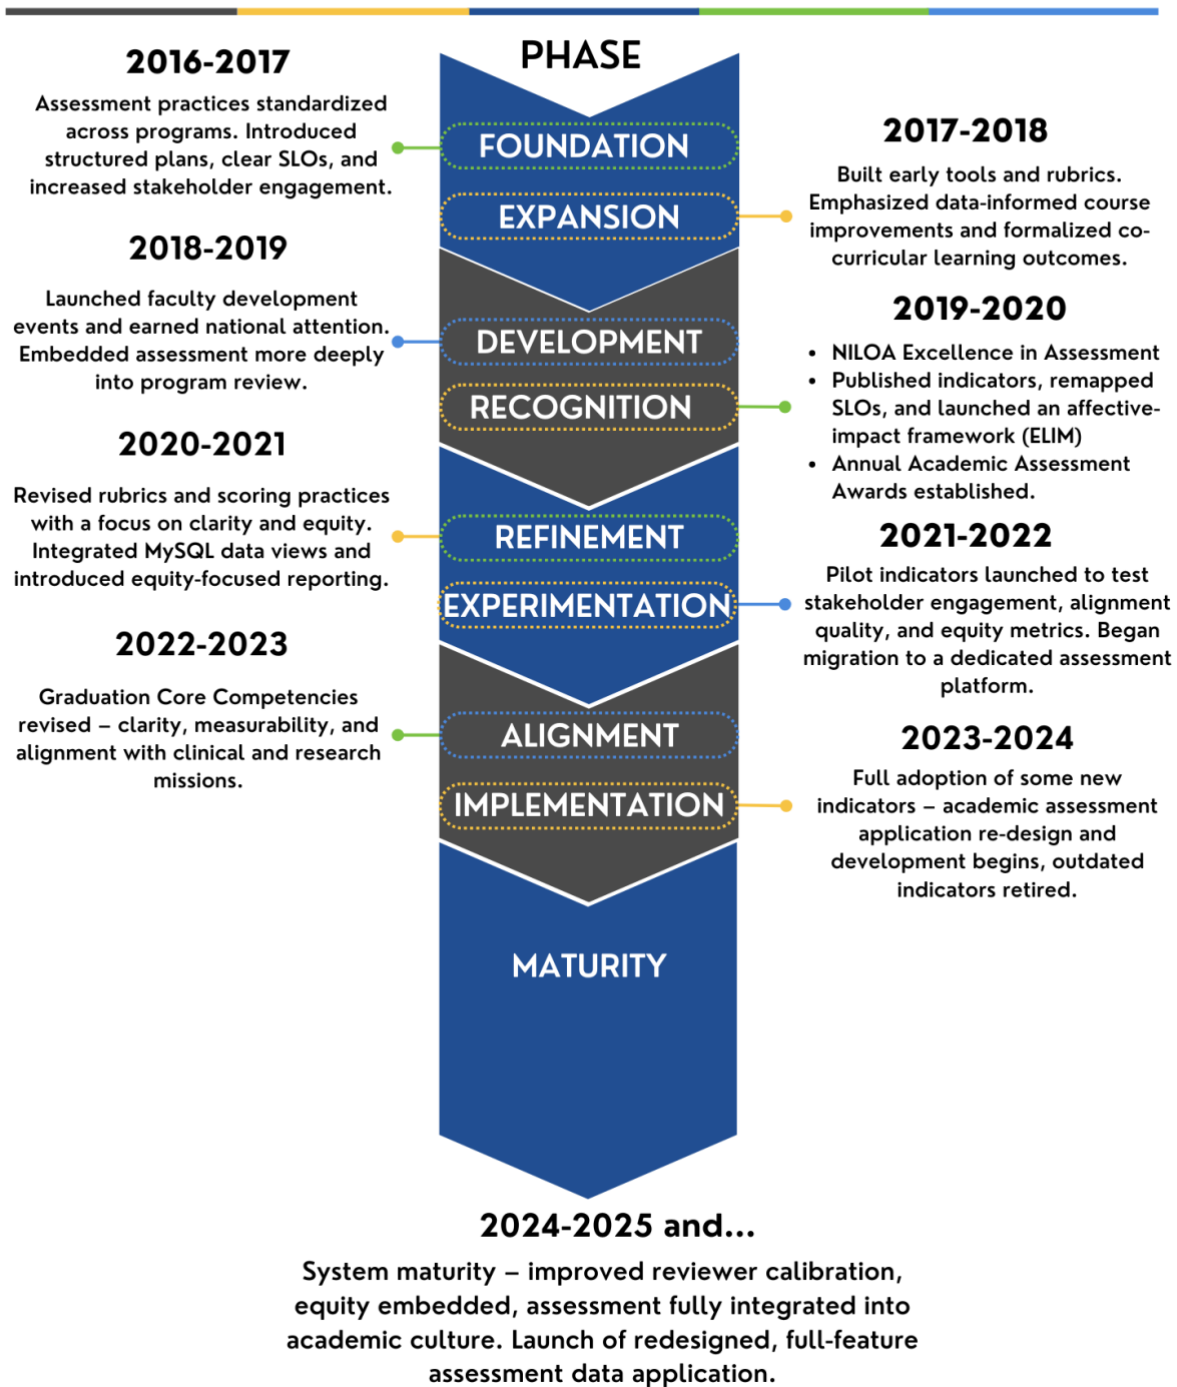 PHASE
2016-2017
Assessment practices standardized
across programs. Introduced
structured plans, clear SLOs, and
increased stakeholder engagement.
FOUNDATION
2017-2018
Built early tools and rubrics.
Emphasized data-informed course
improvements and formalized co-
curricular learning outcomes.
EXPANSION
2018-2019
Launched faculty development
events and earned national attention.
Embedded assessment more deeply
into program review.
DEVELOPMENT
2019-2020
• NILOA Excellence in Assessment
• Published indicators, remapped
SLOs, and launched an affective-
impact framework (ELIM)
• Annual Academic Assessment
Awards established.
RECOGNITION
2020-2021
Revised rubrics and scoring practices
with a focus on clarity and equity.
Integrated MySQL data views and
introduced equity-focused reporting.
REFINEMENT
2021-2022
Pilot indicators launched to test
stakeholder engagement, alignment
quality, and equity metrics. Began
migration to a dedicated assessment
platform.
EXPERIMENTATION
2022-2023
Graduation Core Competencies
revised – clarity, measurability, and
alignment with clinical and research
missions.
ALIGNMENT
2023-2024
Full adoption of some new
indicators – academic assessment
application re-design and
development begins, outdated
indicators retired.
IMPLEMENTATION
MATURITY
2024-2025 and...
System maturity – improved reviewer calibration,
equity embedded, assessment fully integrated into
academic culture. Launch of redesigned, full-feature
assessment data application.